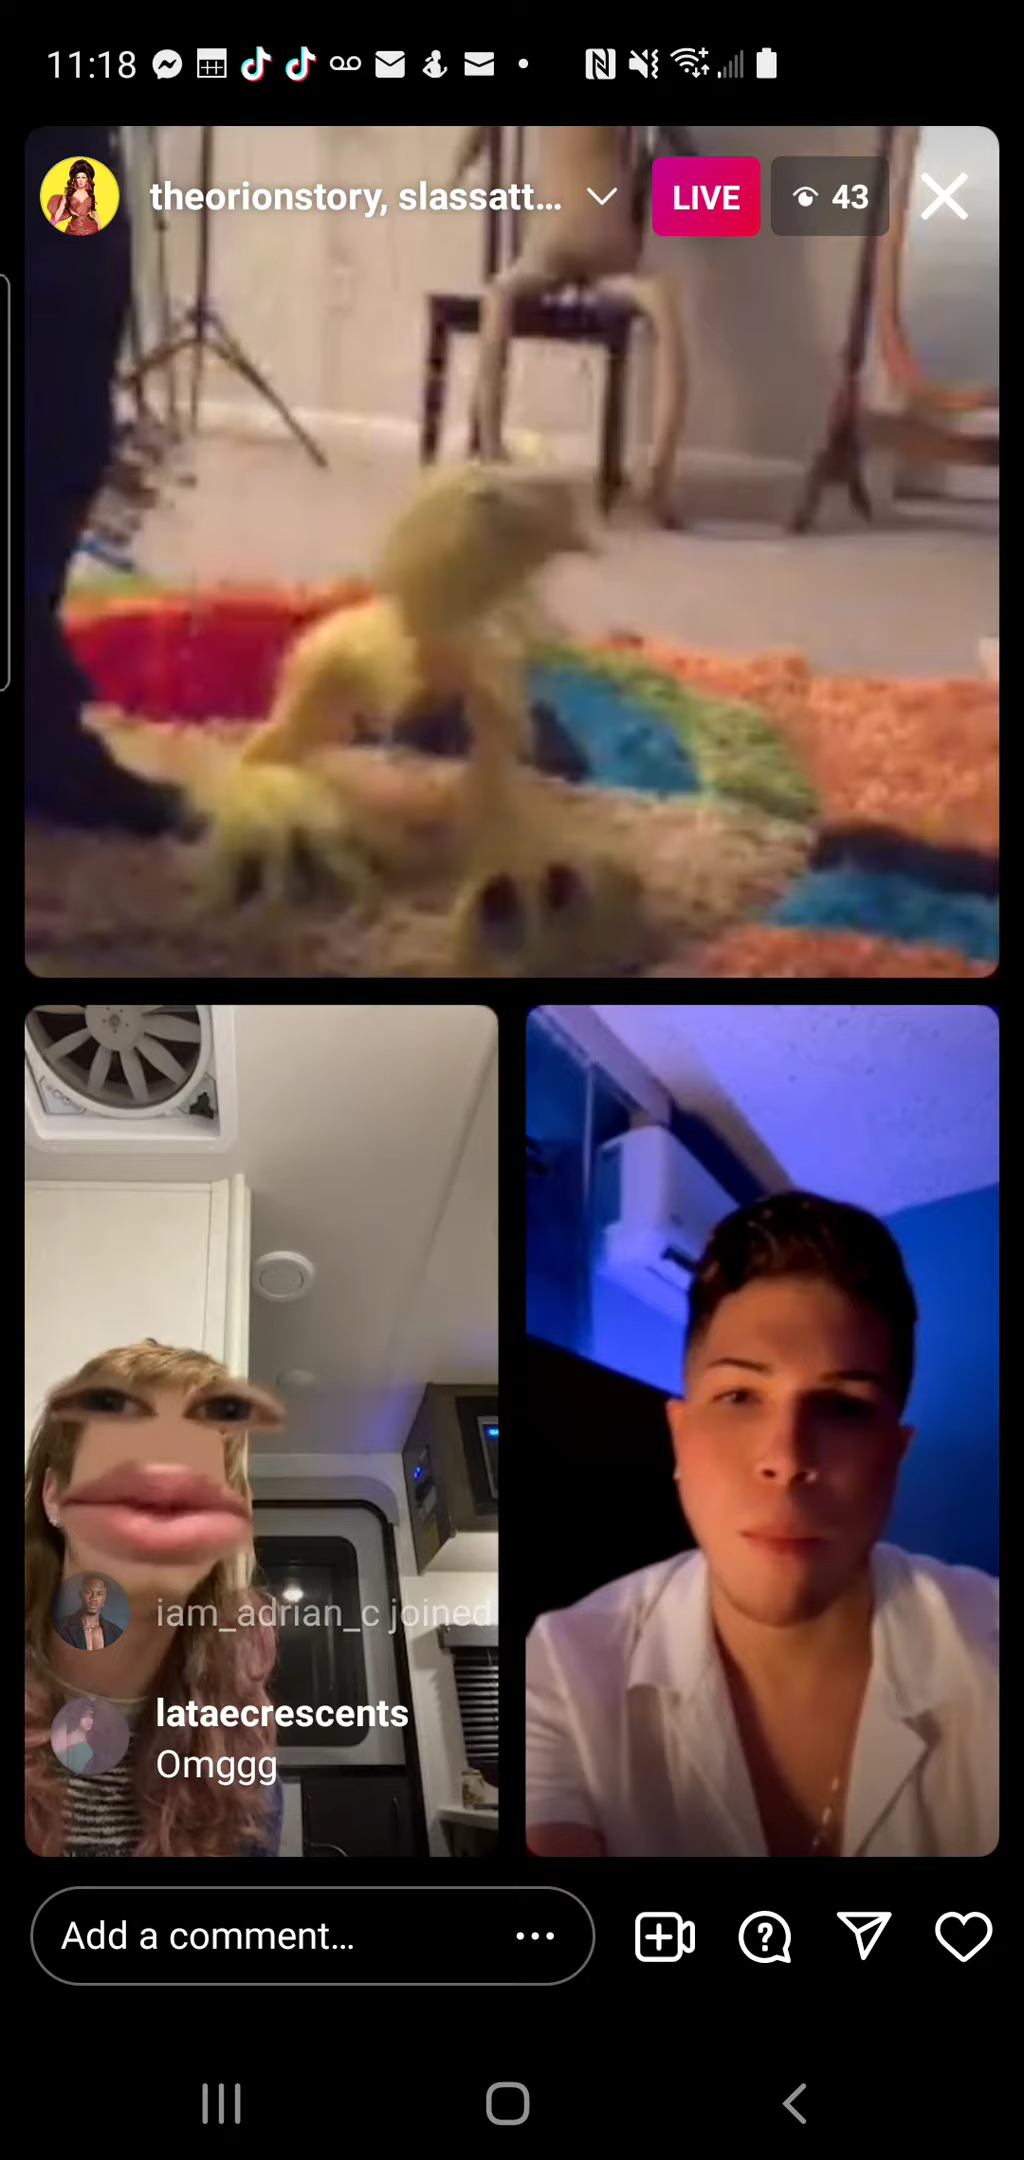 11:18
theorionstory, slassatt...
LIVE
43
iam_adrian_c joined
lataecrescents
Omggg
Add a comment...